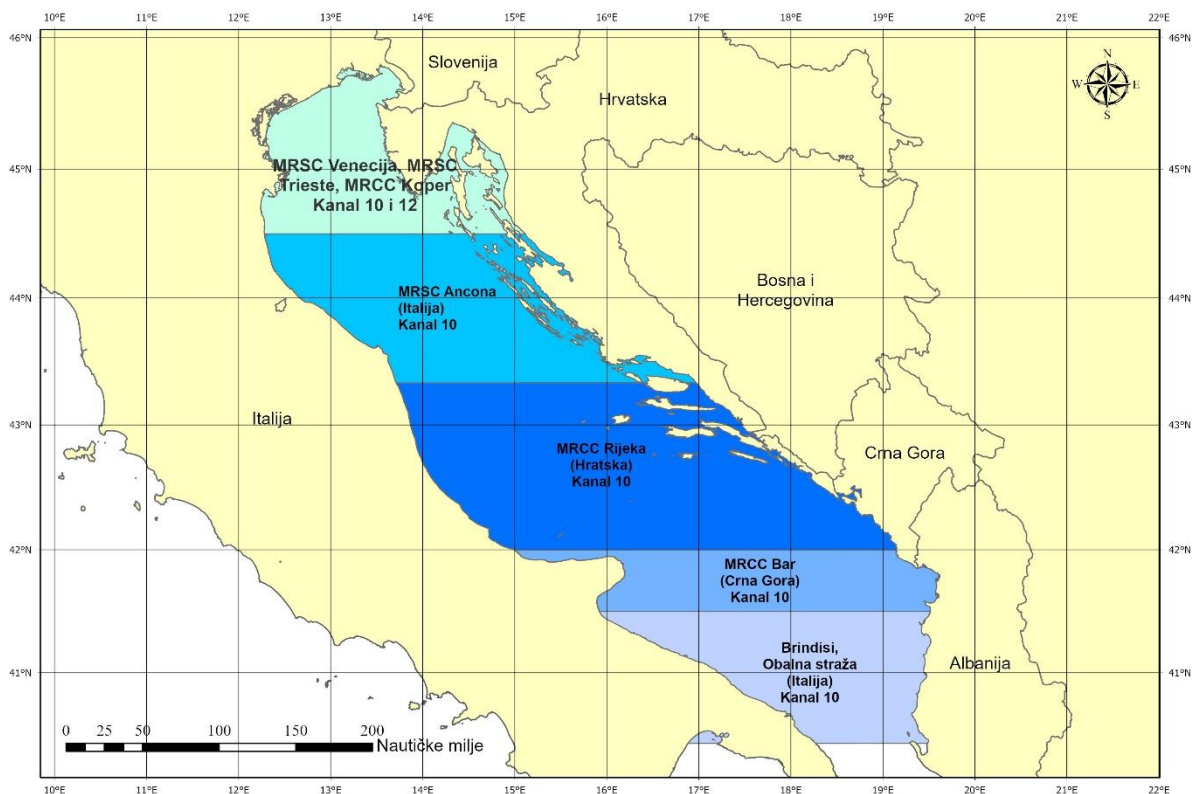 10°E 11°E 12°E 13°E 14°E 15°E 16°E 17°E 18°E 19°E 20°E 21°E 22°E
46°N 46°N
Slovenija
N
W E
S
Hrvatska
45°N 45°N
MRSC Venecija, MRSC
Trieste, MRCC Koper
Kanal 10 i 12
Bosna i
Hercegovina
44°N 44°N
MRSC Ancona
(Italija)
Kanal 10
Italija
43°N 43°N
MRCC Rijeka
(Hratska)
Kanal 10
Crna Gora
42°N 42°N
MRCC Bar
(Crna Gora)
Kanal 10
41°N 41°N
Brindisi,
Obalna straža
(Italija)
Kanal 10
Albanija
0 25 50 100 150 200
Nautičke milje
10°E 11°E 12°E 13°E 14°E 15°E 16°E 17°E 18°E 19°E 20°E 21°E 22°E